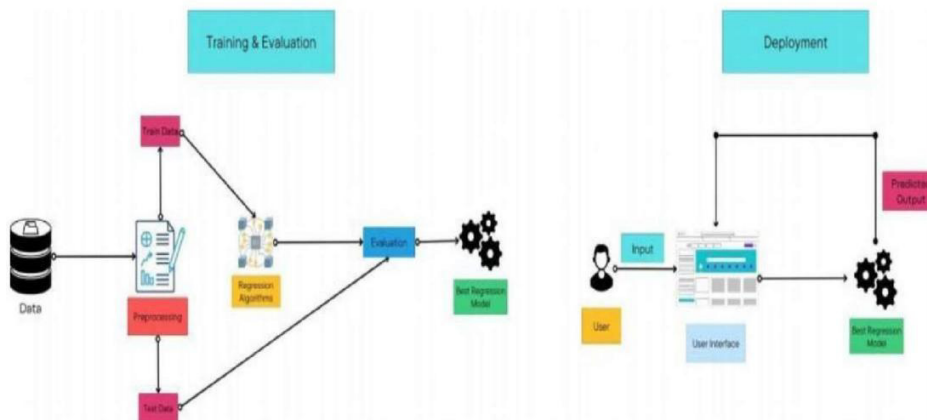 Training & Evaluation
Deployment
Train Data
Predicted
Output
Evaluation
Input
Data
Regression
Algorithms
Preprocessing
Best Regression
Model
User
User Interface
Best Regression
Model
Test Data